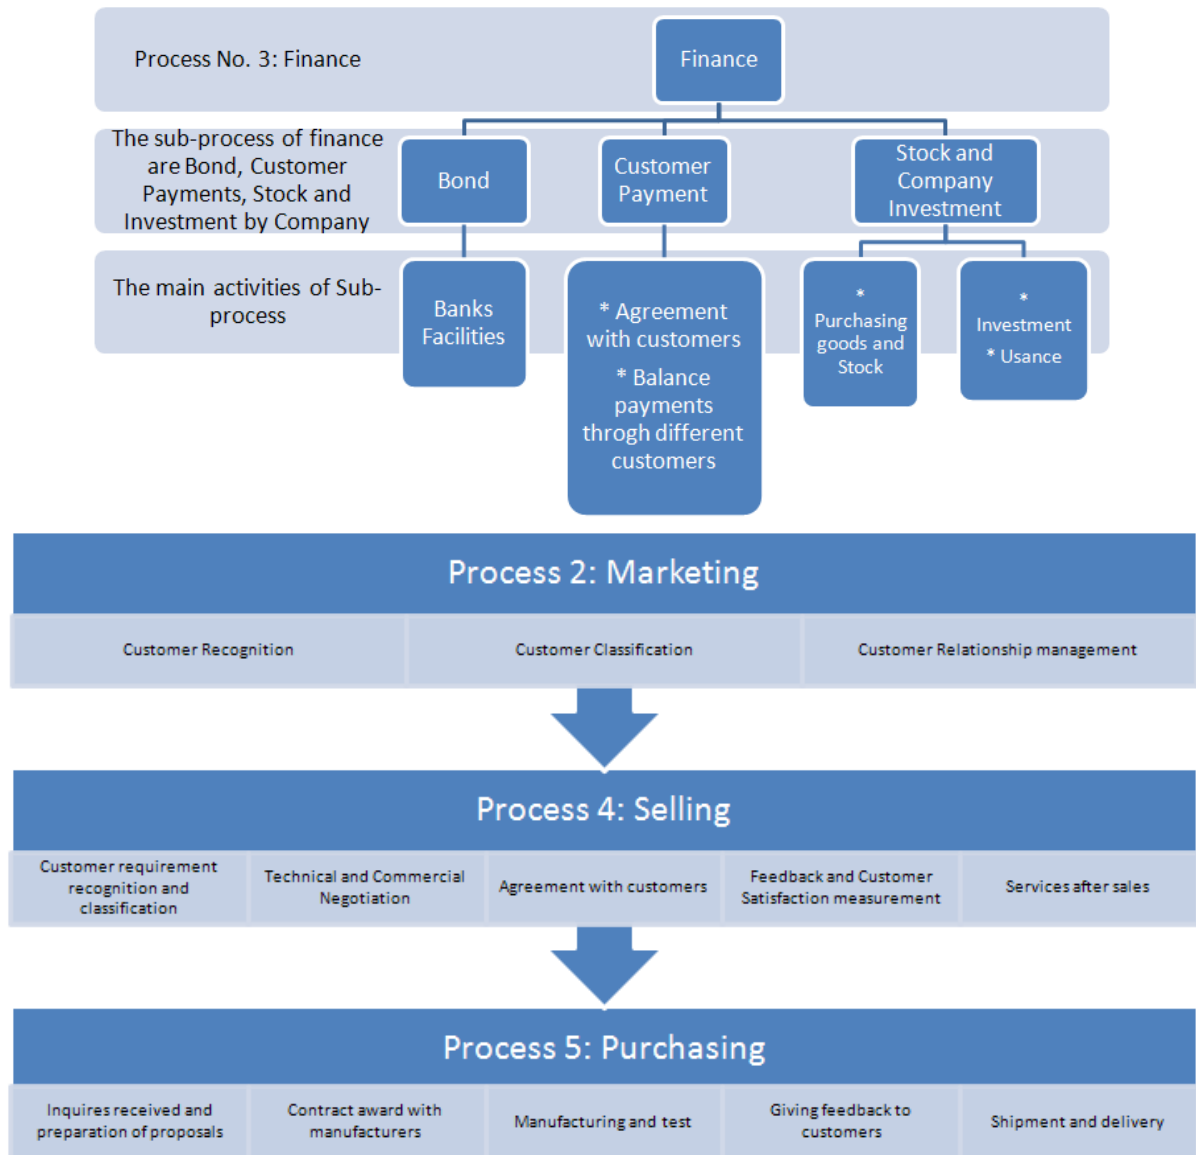 Process No. 3: Finance
Finance
The sub-process of finance
are Bond, Customer
Payments, Stock and
Investment by Company
Bond
Customer
Payment
Stock and
Company
Investment
The main activities of Sub-
process
Banks
Facilities
* Agreement
with customers
* Balance
payments
throgh different
customers
*
Purchasing
goods and
Stock
*
Investment
* Usance
Process 2: Marketing
Customer Recognition
Customer Classification
Customer Relationship management
Process 4: Selling
Customer requirement
recognition and
classification
Technical and Commercial
Negotiation
Agreement with customers
Feedback and Customer
Satisfaction measurement
Services after sales
Process 5: Purchasing
Inquires received and
preparation of proposals
Contract award with
manufacturers
Manufacturing and test
Giving feedback to
customers
Shipment and delivery